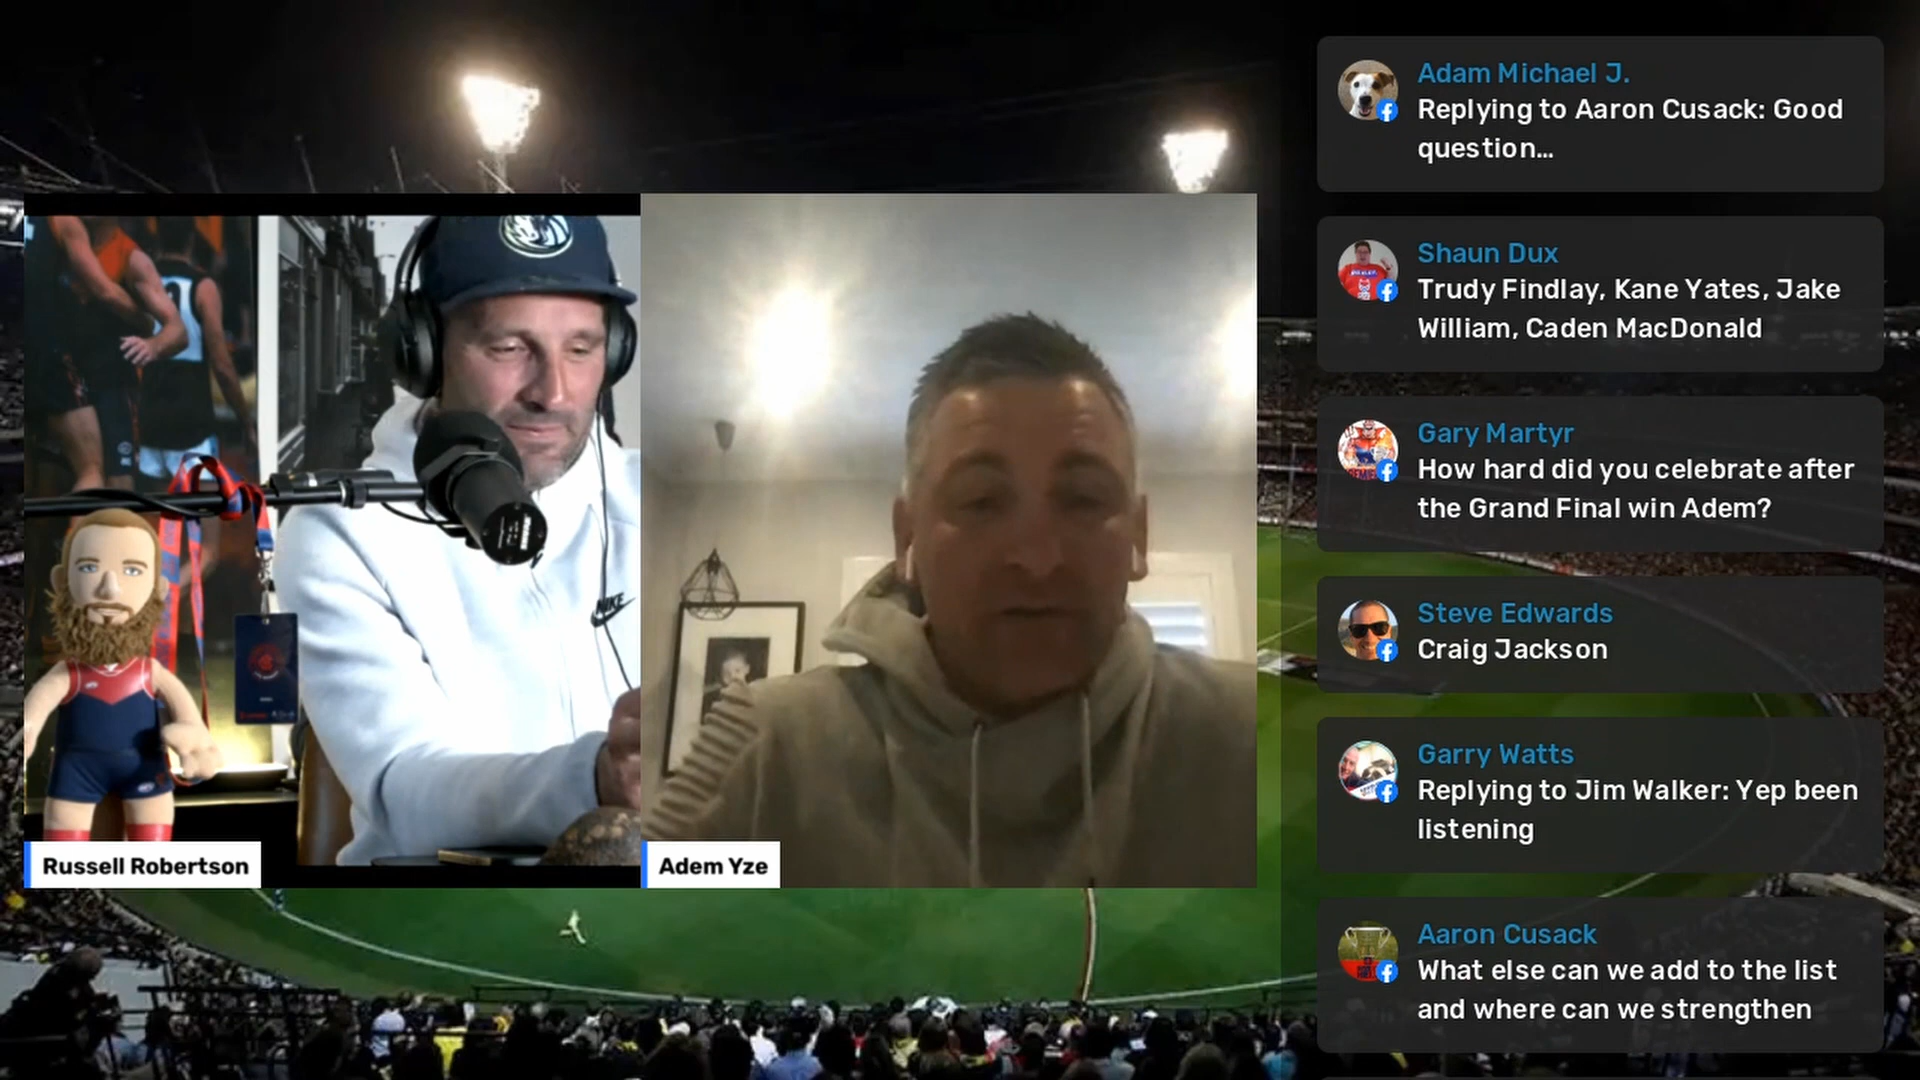 Adam Michael J.
Replying to Aaron Cusack: Good
question...
Shaun Dux
Trudy Findlay, Kane Yates, Jake
William, Caden MacDonald
Gary Martyr
How hard did you celebrate after
the Grand Final win Adem?
Steve Edwards
Craig Jackson
Garry Watts
Replying to Jim Walker: Yep been
listening
Aaron Cusack
What else can we add to the list
and where can we strengthen
NIKE
Russell Robertson
Adem Yze